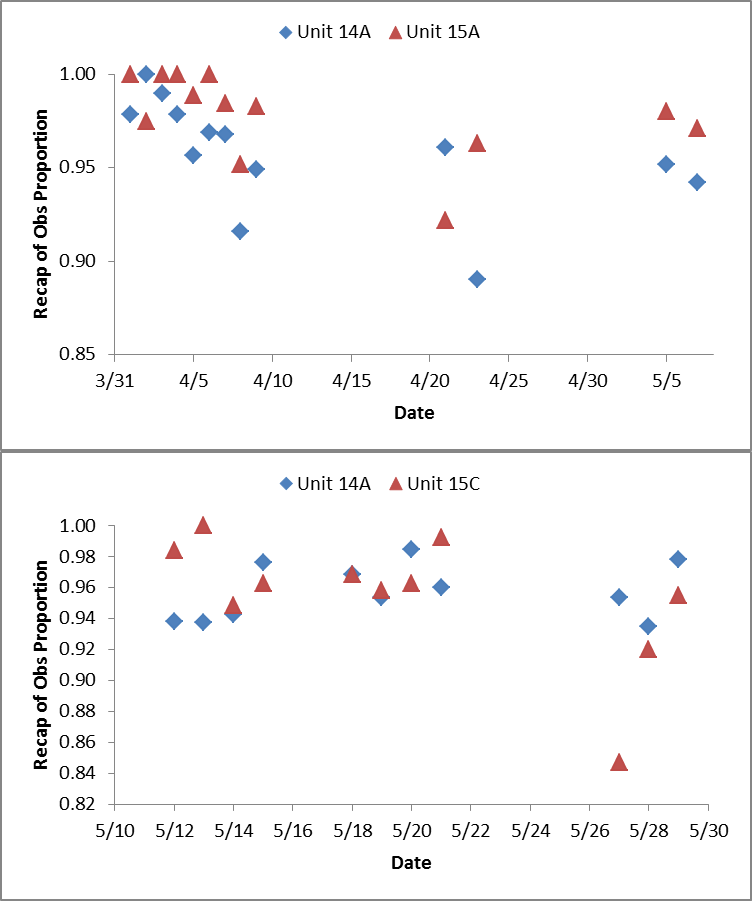 Unit 14A Unit 15A
1.00
0.95
0.90
0.85
Recap of Obs Proportion
3/31 4/5 4/10 4/15 4/20 4/25 4/30 5/5
Date
Unit 14A Unit 15C
1.00
0.98
0.96
0.94
0.92
0.90
0.88
0.86
0.84
0.82
Recap of Obs Proportion
5/10 5/12 5/14 5/16 5/18 5/20 5/22 5/24 5/26 5/28 5/30
Date